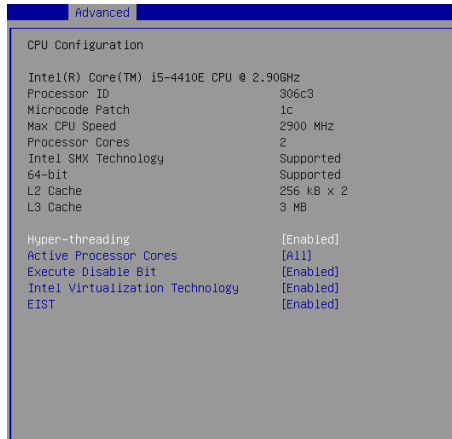 Advanced
CPU Configuration
Intel(R) Core(TM) i5-4410E CPU @ 2.90GHz
Processor ID 306c3
Microcode Patch 1c
Max CPU Speed 2900 MHz
Processor Cores 2
Intel SMX Technology Supported
64-bit Supported
L2 Cache 256 kB x 2
L3 Cache 3 MB
Hyper-threading [Enabled]
Active Processor Cores [All]
Execute Disable Bit [Enabled]
Intel Virtualization Technology [Enabled]
EIST [Enabled]